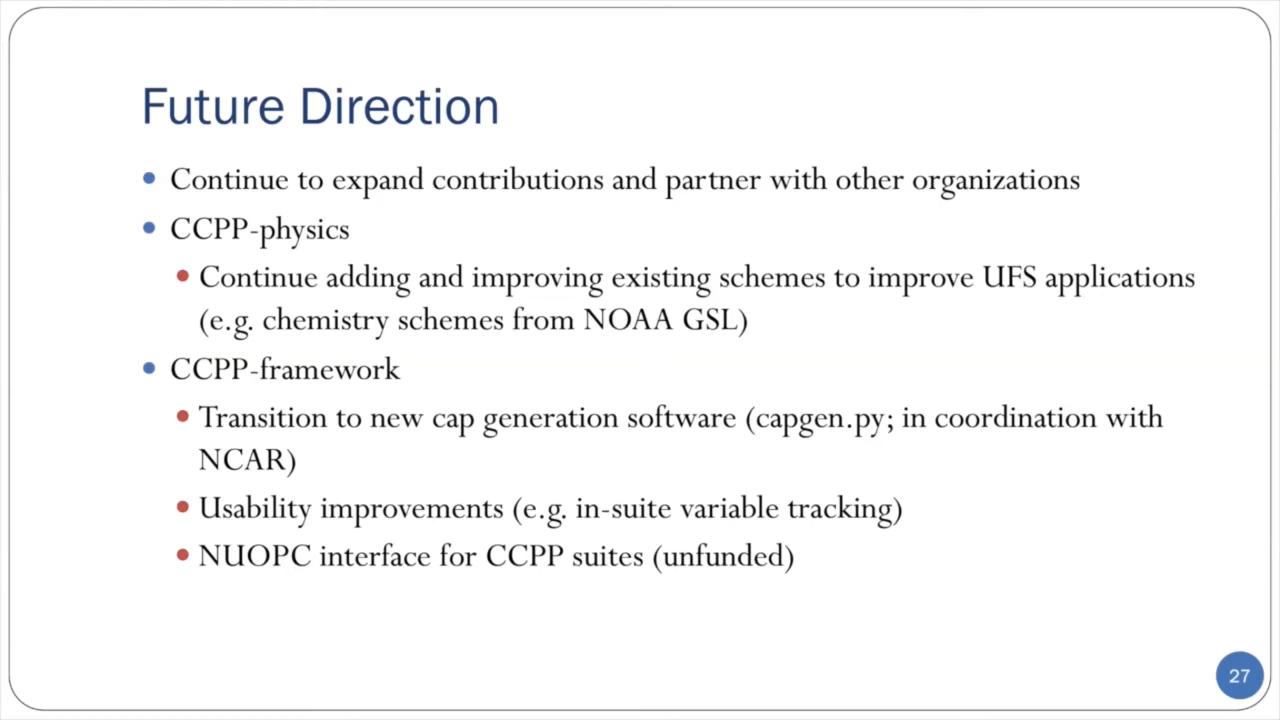 Future Direction
Continue to expand contributions and partner with other organizations
CCPP-physics
Continue adding and improving existing schemes to improve UFS applications
(e.g. chemistry schemes from NOAA GSL)
CCPP-framework
Transition to new cap generation software (capgen.py; in coordination with
NCAR)
Usability improvements (e.g. in-suite variable tracking)
NUOPC interface for CCPP suites (unfunded)
27